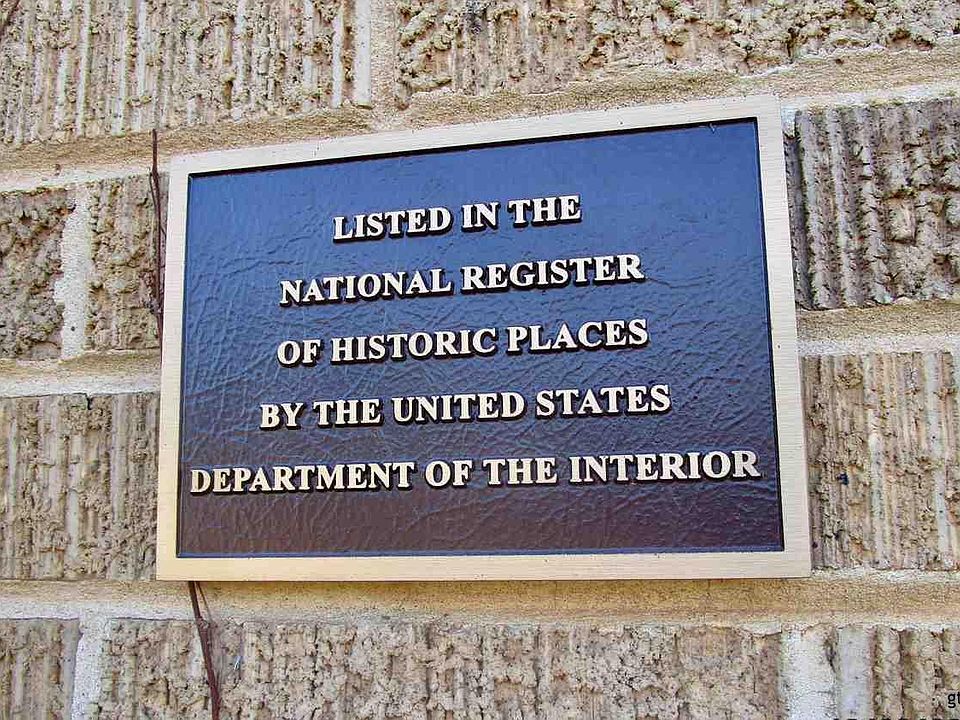 LISTED IN THE
NATIONAL REGISTER
OF HISTORIC PLACES
BY THE UNITED STATES
DEPARTMENT OF THE INTERIOR